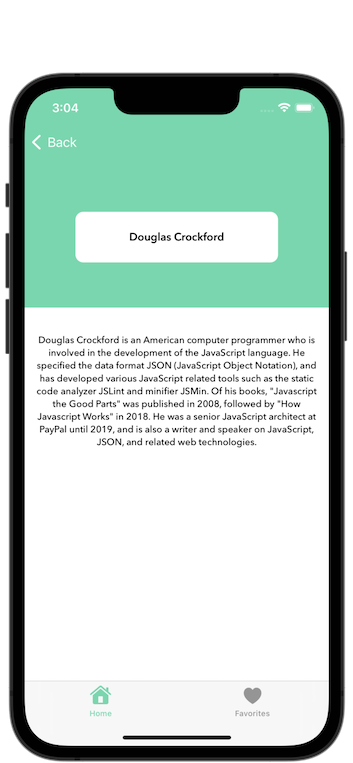 3:04
Back
Douglas Crockford
Douglas Crockford is an American computer programmer who is
involved in the development of the JavaScript language. He
specified the data format JSON (JavaScript Object Notation), and
has developed various JavaScript related tools such as the static
code analyzer JSLint and minifier JSMin. Of his books, "Javascript
the Good Parts" was published in 2008, followed by "How
Javascript Works" in 2018. He was a senior JavaScript architect at
PayPal until 2019, and is also a writer and speaker on JavaScript,
JSON, and related web technologies.
Home
Favorites